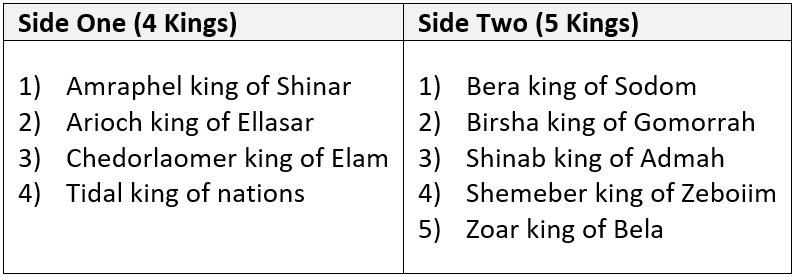 Side One (4 Kings)
1) Amraphel king of Shinar
2) Arioch king of Ellasar
3) Chedorlaomer king of Elam
4) Tidal king of nations
Side Two (5 Kings)
1) Bera king of Sodom
2) Birsha king of Gomorrah
3) Shinab king of Admah
4) Shemeber king of Zeboiim
5) Zoar king of Bela